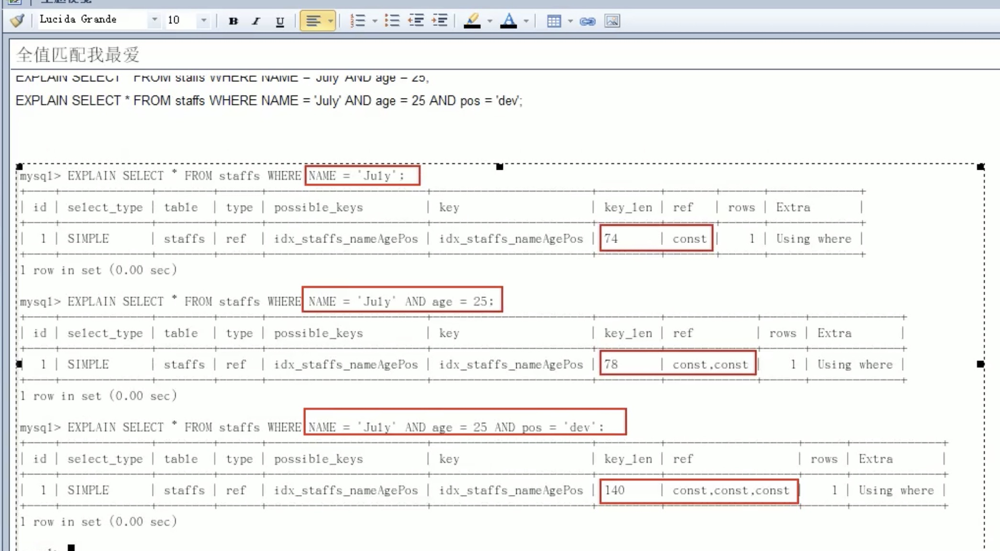 Lucida Grande 10 B I U A
全值匹配我最爱
EXPLAIN SELECT FROM staffs WHERE NAME = 'July' AND age = 25;
EXPLAIN SELECT * FROM staffs WHERE NAME = 'July' AND age = 25 AND pos = 'dev';
mysql> EXPLAIN SELECT * FROM staffs WHERE NAME = 'July';
| id | select_type | table | type | possible_keys | key | key_len | ref | rows | Extra |
| 1 | SIMPLE | staffs | ref | idx_staffs_nameAgePos | idx_staffs_nameAgePos | 74 | const | 1 | Using where |
1 row in set (0.00 sec)
mysql> EXPLAIN SELECT * FROM staffs WHERE NAME = 'July' AND age = 25;
| id | select_type | table | type | possible_keys | key | key_len | ref | rows | Extra |
| 1 | SIMPLE | staffs | ref | idx_staffs_nameAgePos | idx_staffs_nameAgePos | 78 | const,const | 1 | Using where |
1 row in set (0.00 sec)
mysql> EXPLAIN SELECT * FROM staffs WHERE NAME = 'July' AND age = 25 AND pos = 'dev';
| id | select_type | table | type | possible_keys | key | key_len | ref | rows | Extra |
| 1 | SIMPLE | staffs | ref | idx_staffs_nameAgePos | idx_staffs_nameAgePos | 140 | const,const,const | 1 | Using where |
1 row in set (0.00 sec)